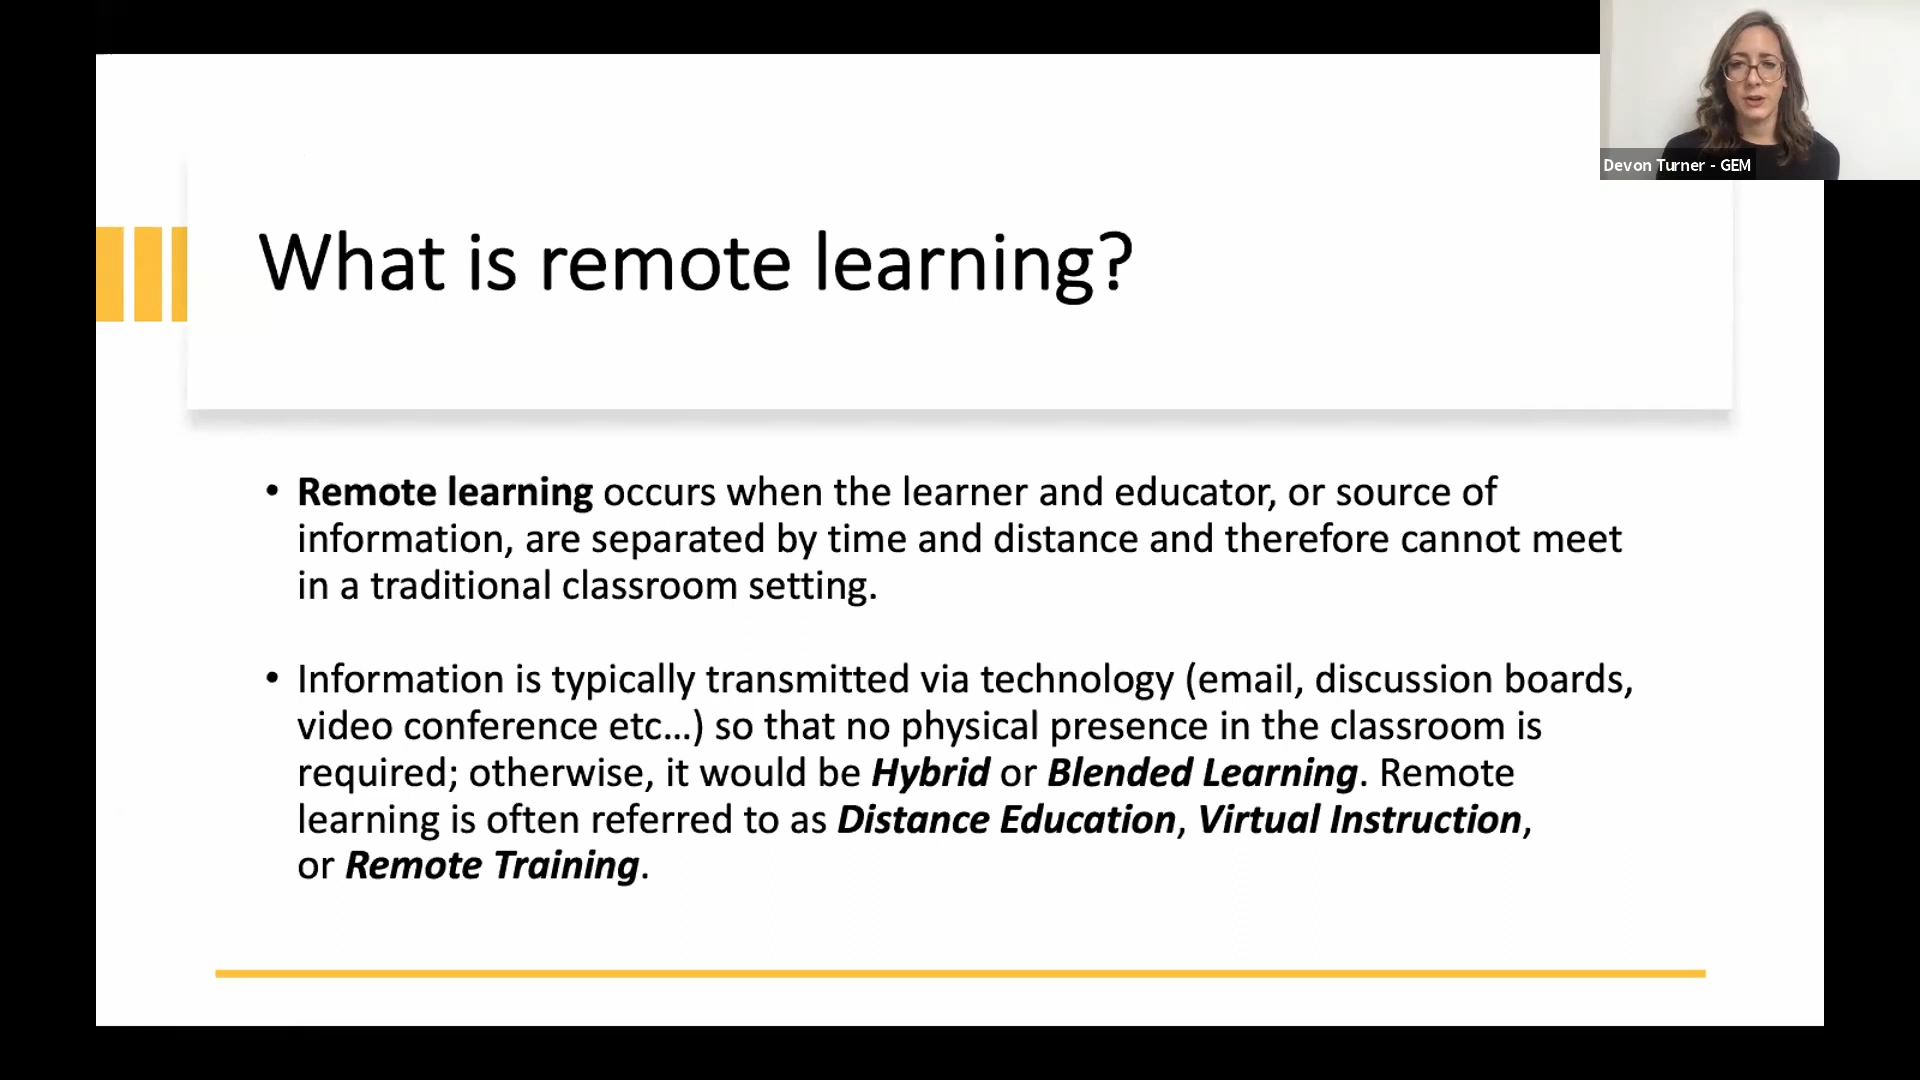 Devon Turner - GEM
What is remote learning?
• Remote learning occurs when the learner and educator, or source of
information, are separated by time and distance and therefore cannot meet
in a traditional classroom setting.
• Information is typically transmitted via technology (email, discussion boards,
video conference etc...) so that no physical presence in the classroom is
required; otherwise, it would be Hybrid or Blended Learning. Remote
learning is often referred to as Distance Education, Virtual Instruction,
or Remote Training.